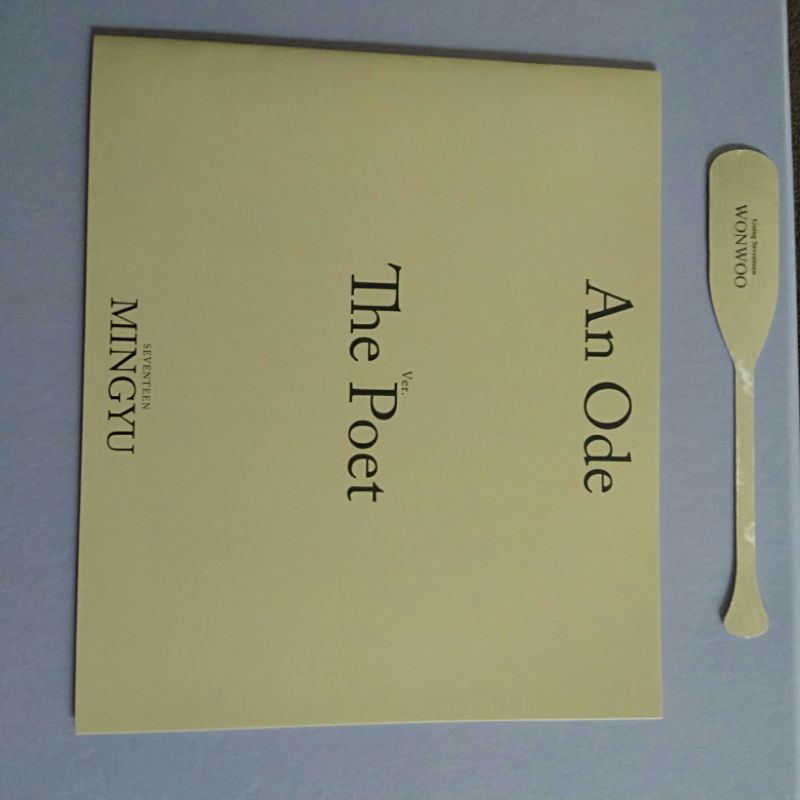 An Ode
Ver.
The Poet
SEVENTEEN
MINGYU
Going Seventeen
WONWOO